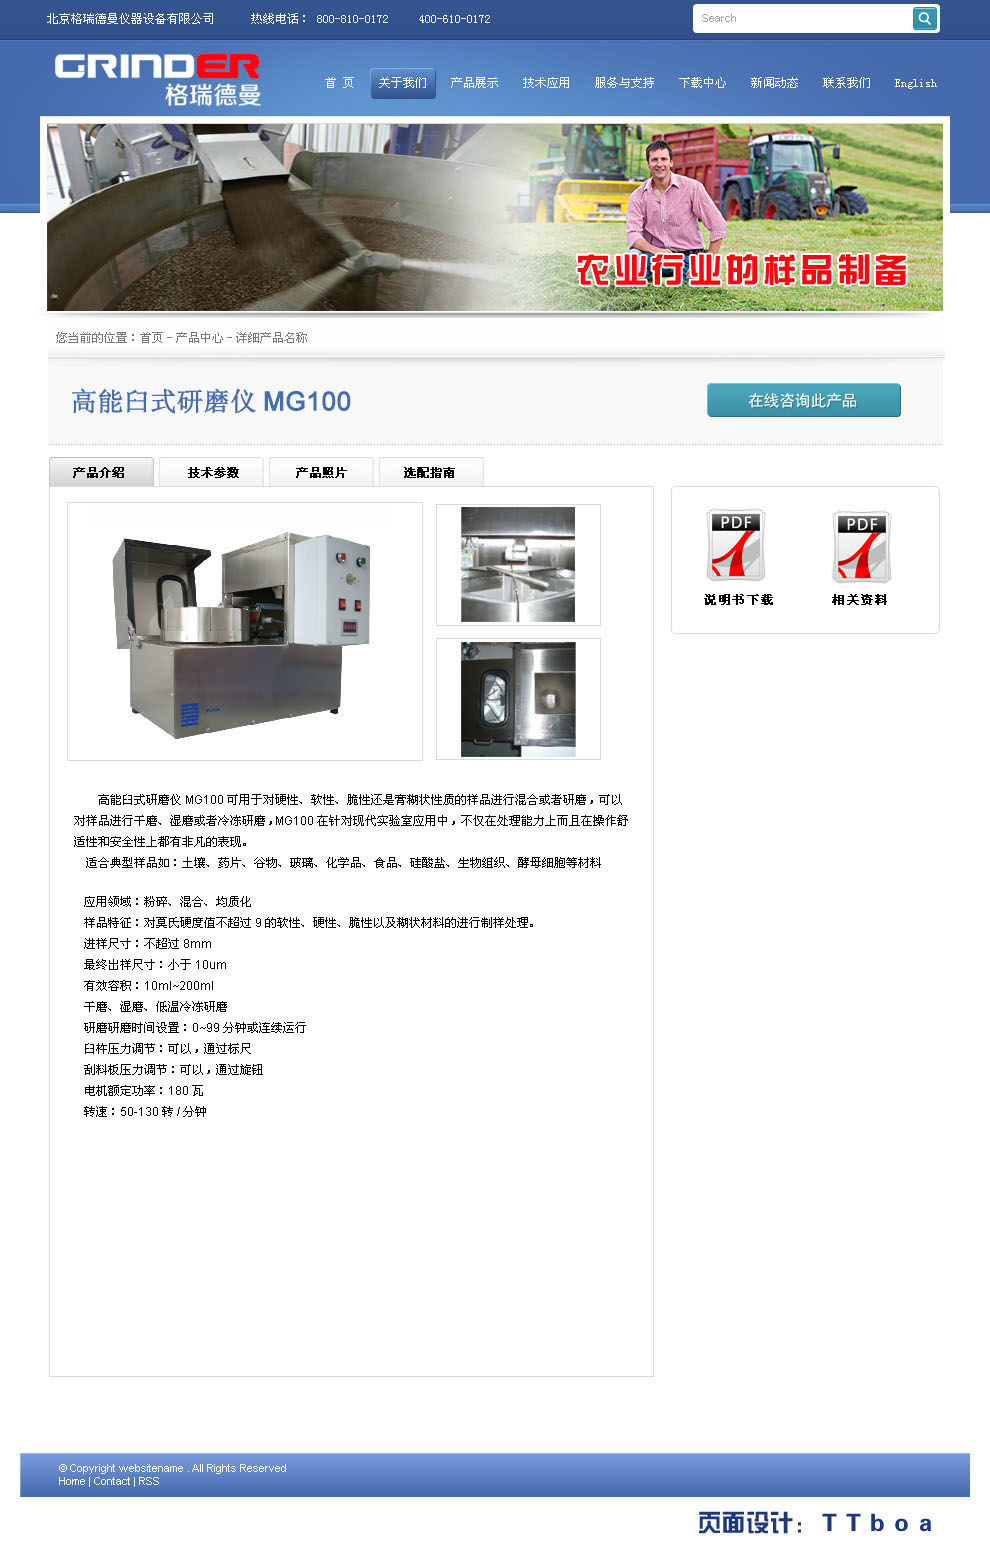 北京格瑞德曼仪器设备有限公司 热线电话： 800-810-0172 400-610-0172
Search
GRINDER
格瑞德曼
首 页 关于我们 产品展示 技术应用 服务与支持 下载中心 新闻动态 联系我们 English
农业行业的样品制备
您当前的位置：首页－产品中心－详细产品名称
高能臼式研磨仪 MG100
在线咨询此产品
产品介绍 技术参数 产品照片 选配指南
PDF PDF
说明书下载 相关资料
高能臼式研磨仪 MG100 可用于对硬性、软性、脆性还是膏糊状性质的样品进行混合或者研磨，可以
对样品进行干磨、湿磨或者冷冻研磨，MG100 在针对现代实验室应用中，不仅在处理能力上而且在操作舒
适性和安全性上都有非凡的表现。
适合典型样品如：土壤、药片、谷物、玻璃、化学品、食品、硅酸盐、生物组织、酵母细胞等材料
应用领域：粉碎、混合、均质化
样品特征：对莫氏硬度值不超过 9 的软性、硬性、脆性以及糊状材料的进行制样处理。
进样尺寸：不超过 8mm
最终出样尺寸：小于 10um
有效容积：10ml~200ml
干磨、湿磨、低温冷冻研磨
研磨研磨时间设置：0~99 分钟或连续运行
臼杵压力调节：可以，通过标尺
刮料板压力调节：可以，通过旋钮
电机额定功率：180 瓦
转速：50-130 转 / 分钟
© Copyright websitename . All Rights Reserved
Home | Contact | RSS
页面设计：TTboa